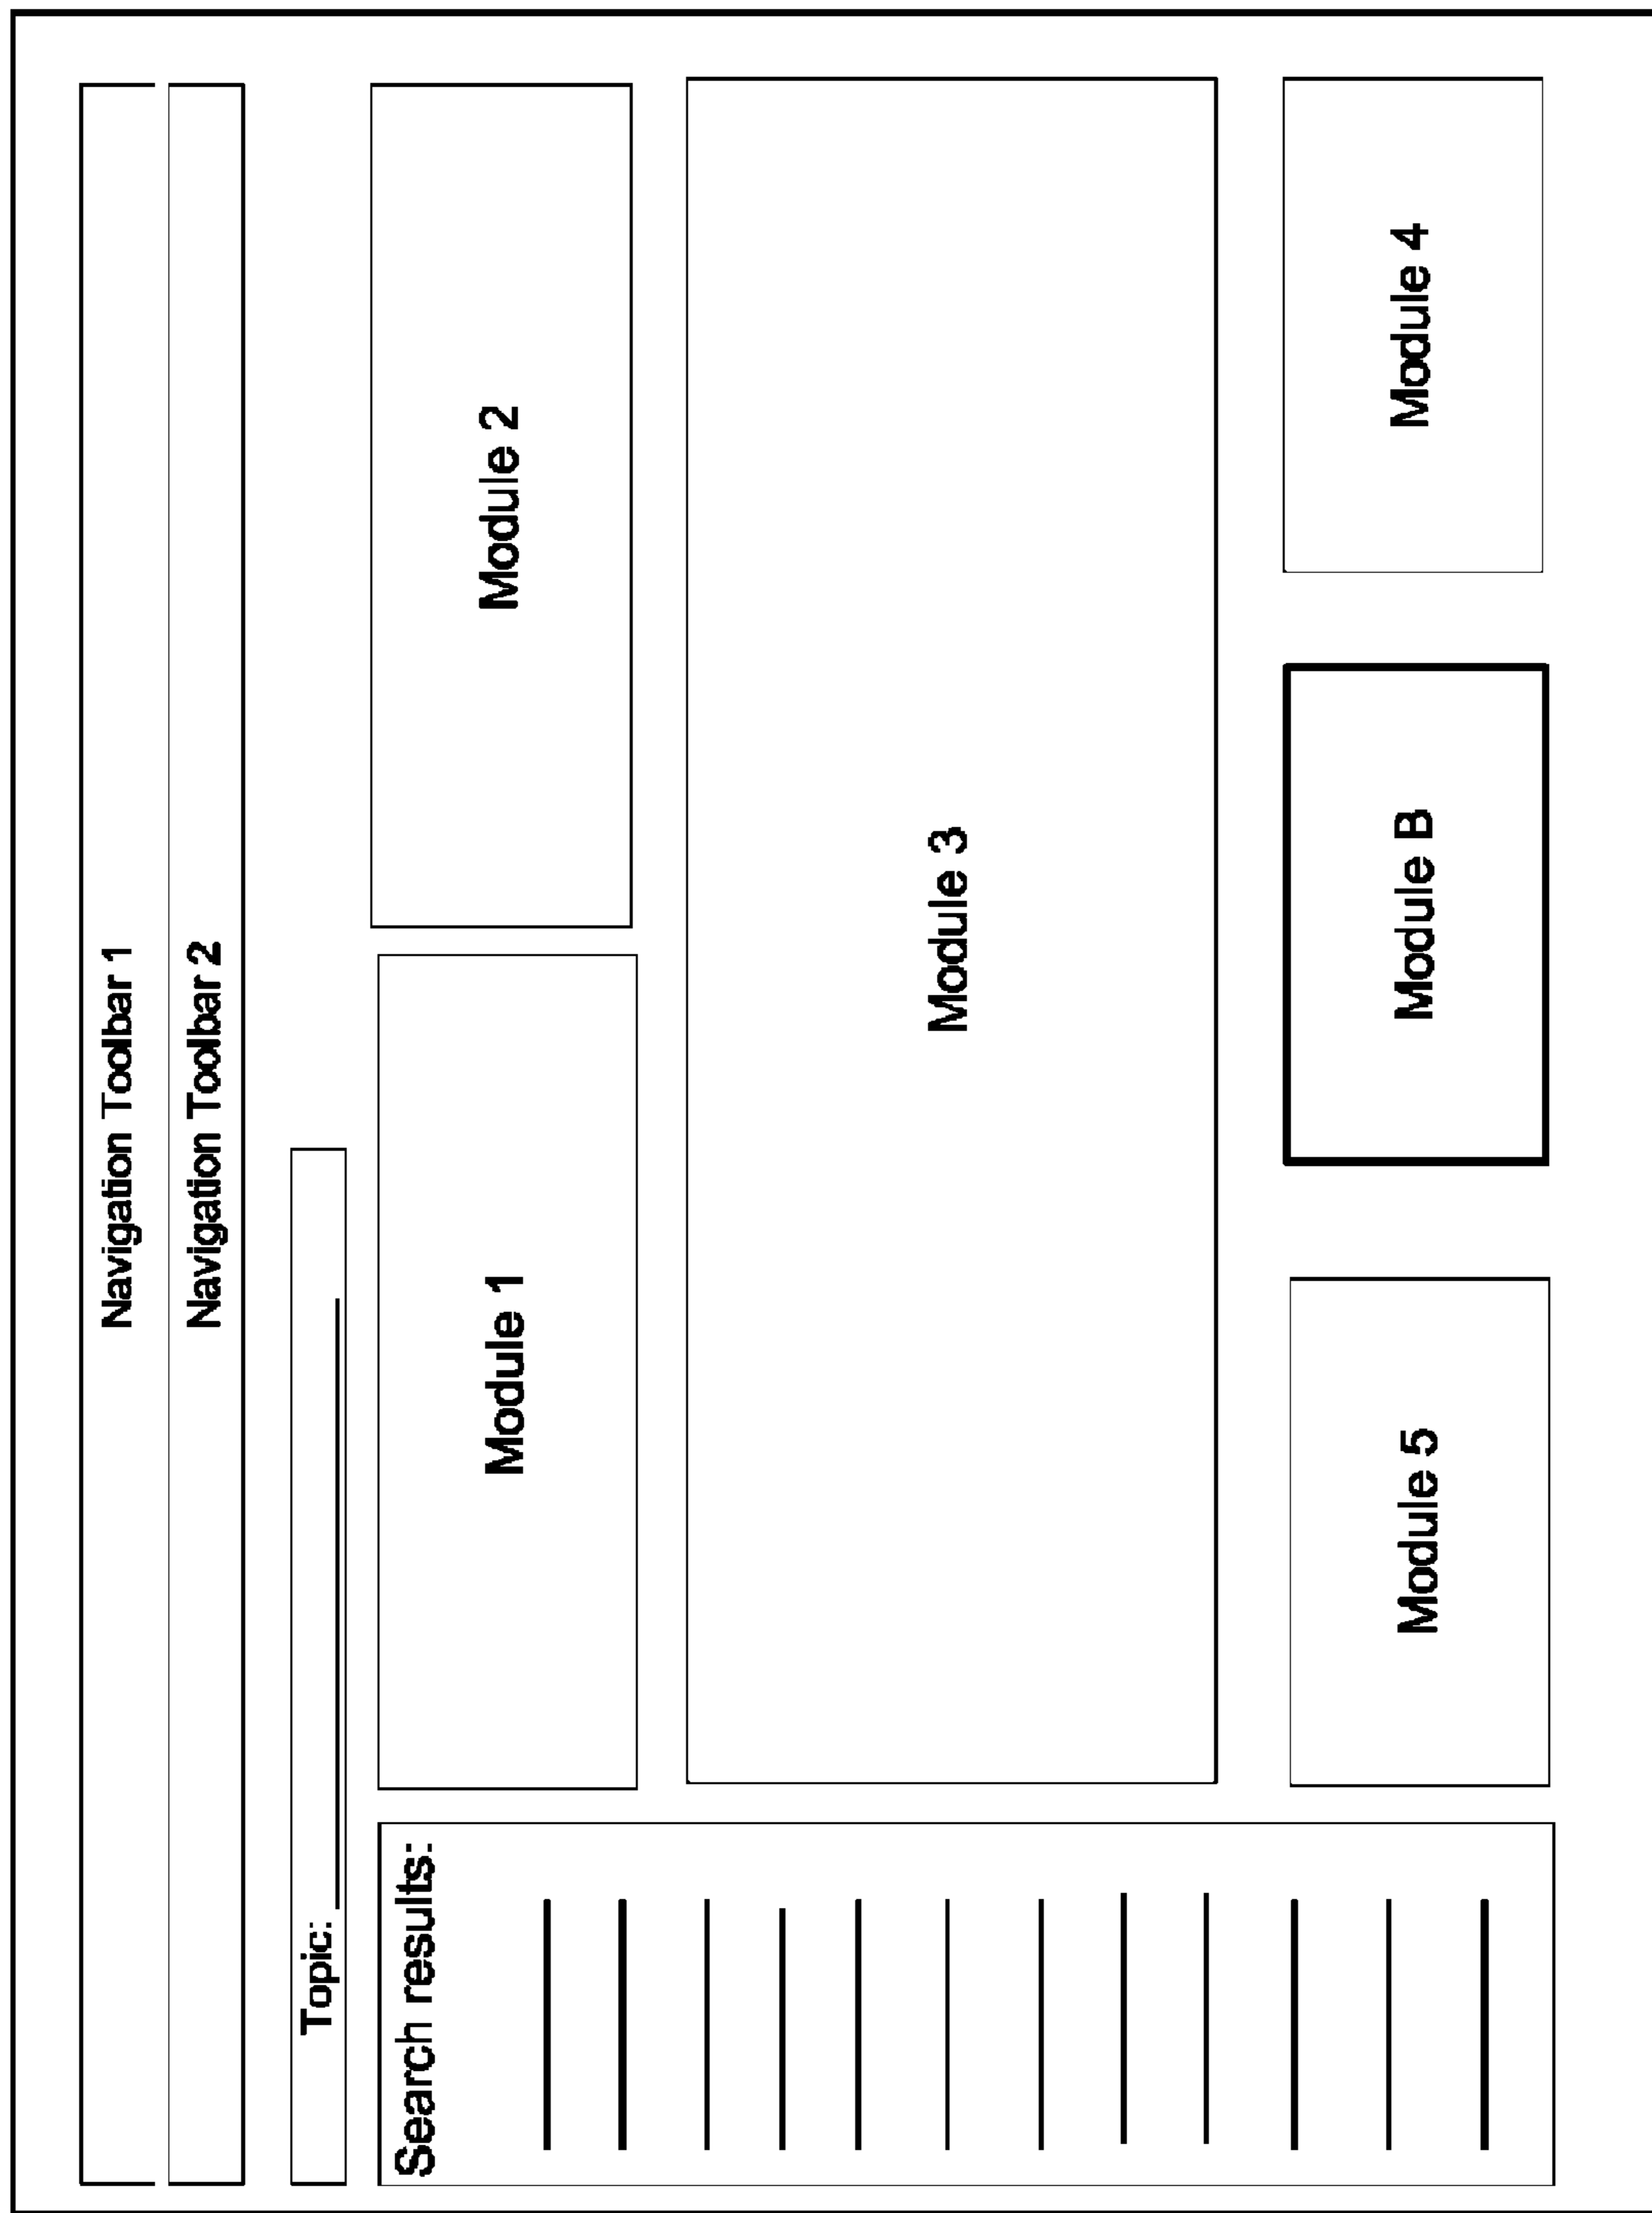 Navigation Toolbar 1
Navigation Toolbar 2
Topic:
Search results:
Module 1
Module 2
Module 3
Module 5
Module B
Module 4